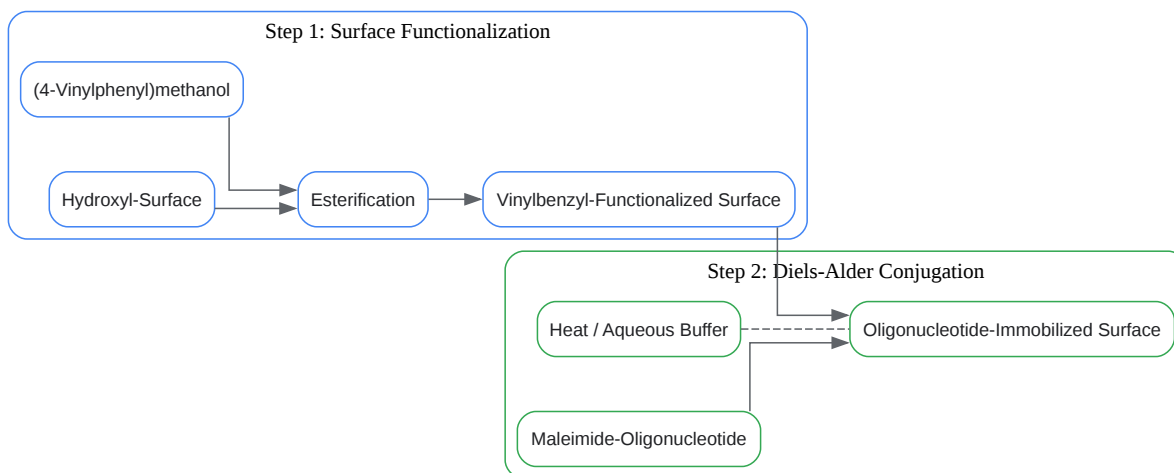 Step 1: Surface Functionalization
(4-Vinylphenyl)methanol
Hydroxyl-Surface
Esterification
Vinylbenzyl-Functionalized Surface
Step 2: Diels-Alder Conjugation
Heat / Aqueous Buffer
Oligonucleotide-Immobilized Surface
Maleimide-Oligonucleotide